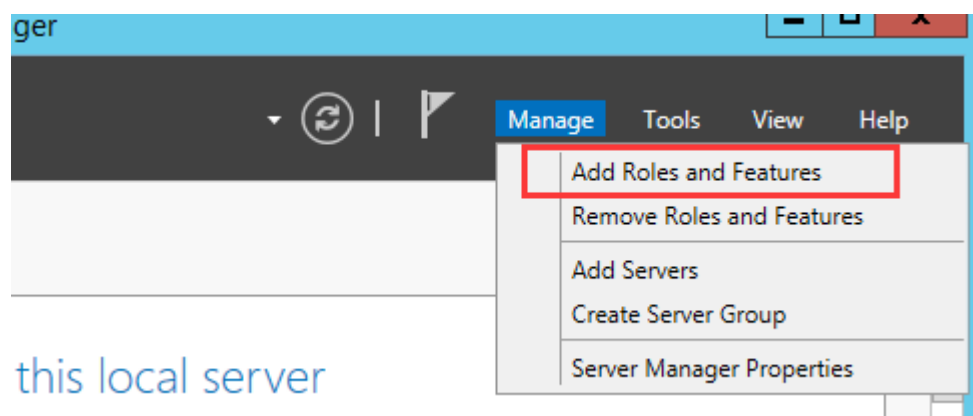 ger
Manage Tools View Help
Add Roles and Features
Remove Roles and Features
Add Servers
Create Server Group
Server Manager Properties
this local server